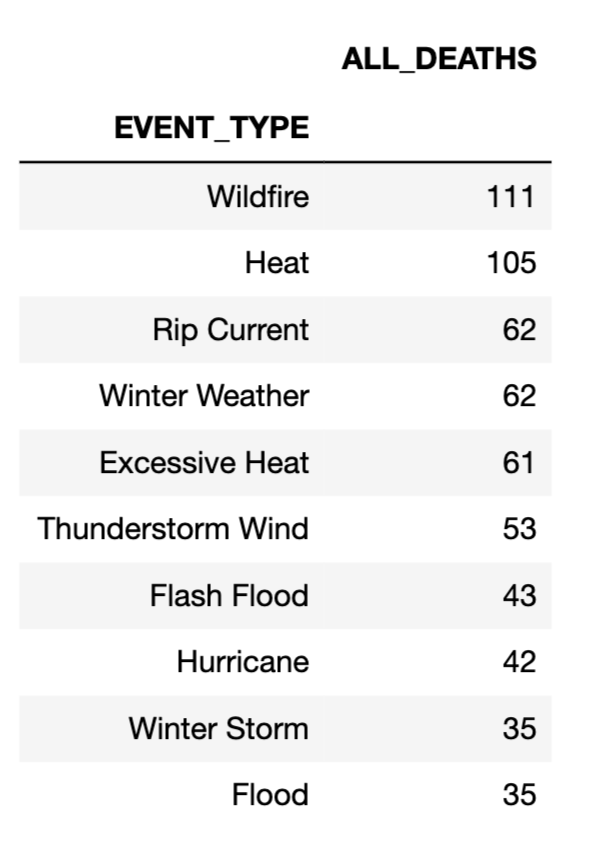 ALL_DEATHS
EVENT_TYPE
Wildfire 111
Heat 105
Rip Current 62
Winter Weather 62
Excessive Heat 61
Thunderstorm Wind 53
Flash Flood 43
Hurricane 42
Winter Storm 35
Flood 35